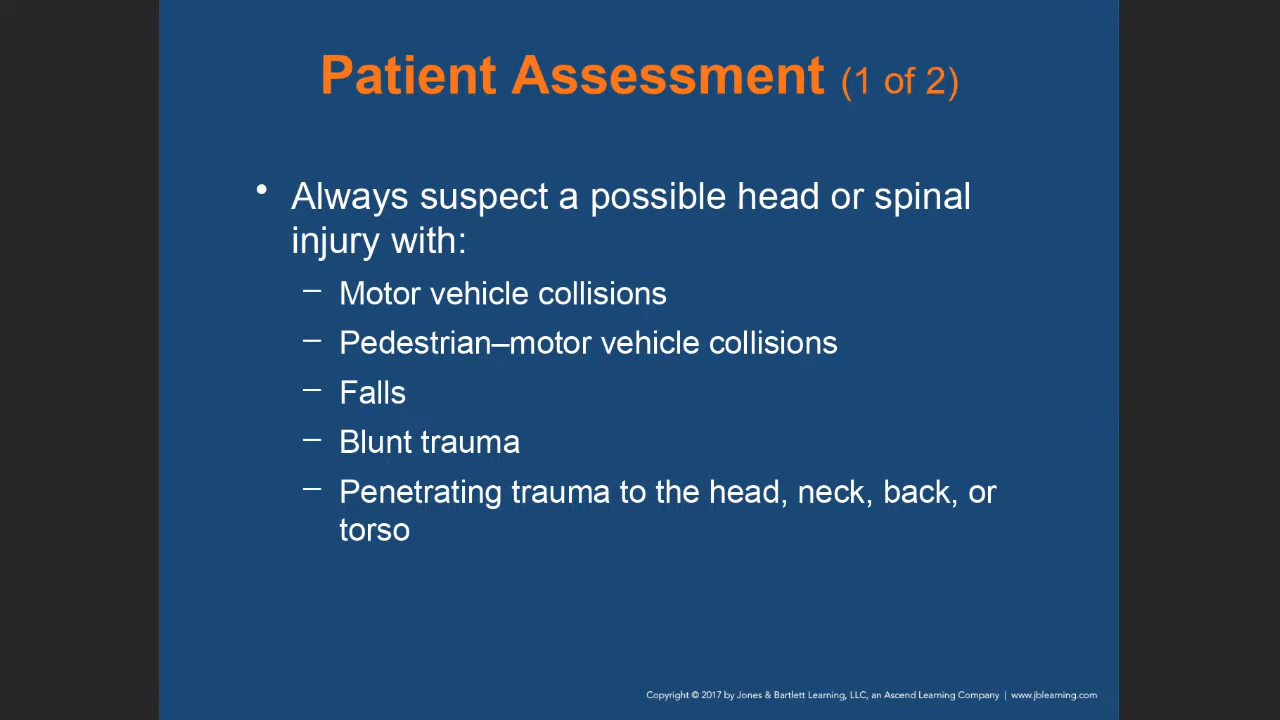 Patient Assessment (1 of 2)
• Always suspect a possible head or spinal
injury with:
– Motor vehicle collisions
– Pedestrian–motor vehicle collisions
– Falls
– Blunt trauma
– Penetrating trauma to the head, neck, back, or
torso
Copyright © 2017 by Jones & Bartlett Learning, LLC, an Ascend Learning Company | www.jblearning.com